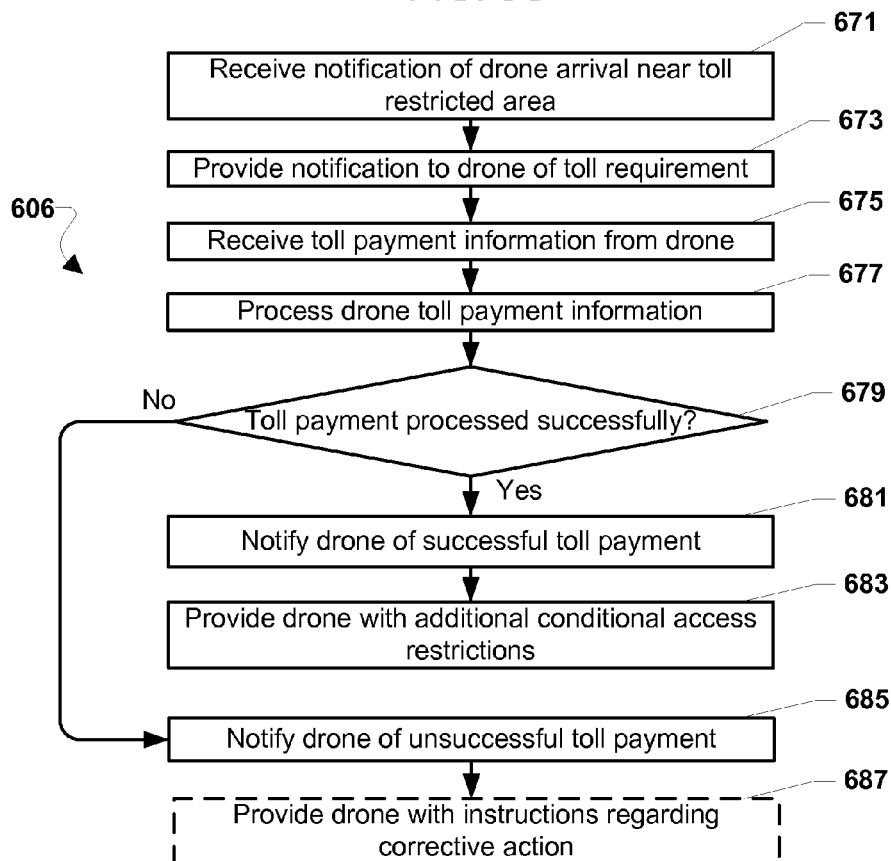 671
Receive notification of drone arrival near toll
restricted area
673
Provide notification to drone of toll requirement
675
606
Receive toll payment information from drone
677
Process drone toll payment information
No
679
Toll payment processed successfully?
Yes
681
Notify drone of successful toll payment
683
Provide drone with additional conditional access
restrictions
685
Notify drone of unsuccessful toll payment
687
Provide drone with instructions regarding
corrective action